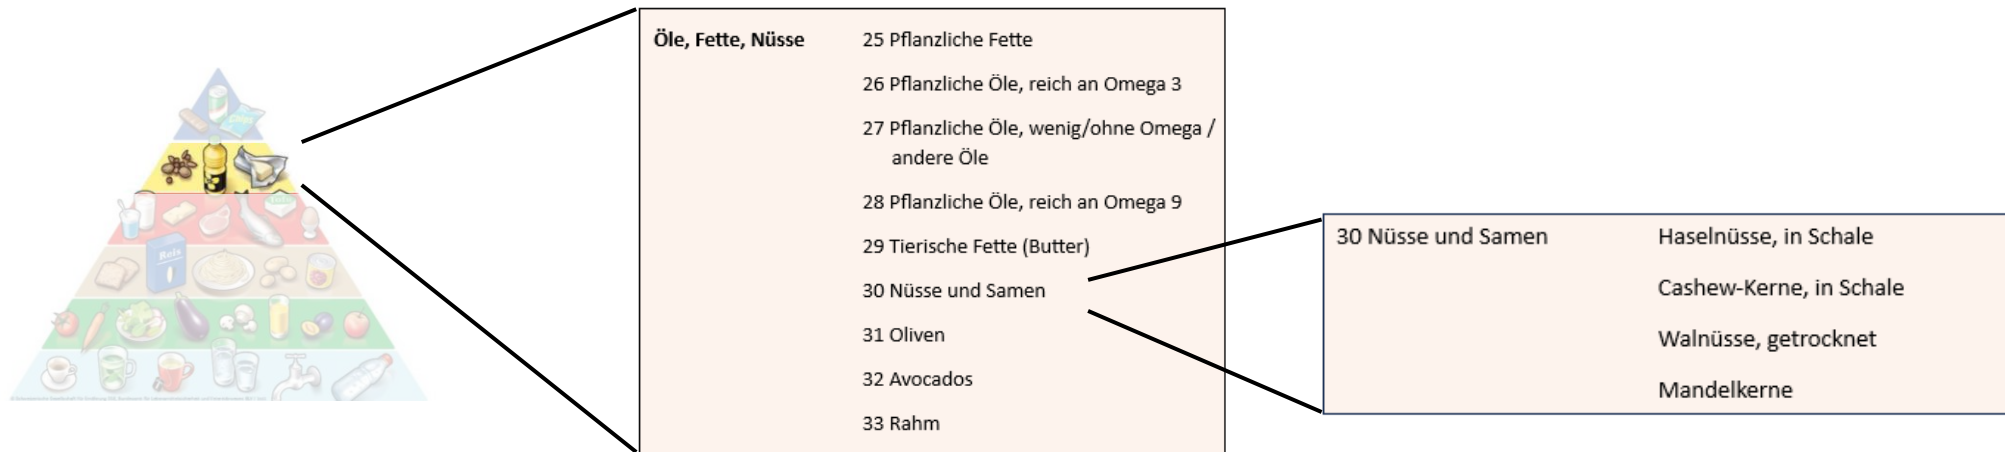 Öle, Fette, Nüsse
25 Pflanzliche Fette
26 Pflanzliche Öle, reich an Omega 3
27 Pflanzliche Öle, wenig/ohne Omega /
andere Öle
28 Pflanzliche Öle, reich an Omega 9
29 Tierische Fette (Butter)
30 Nüsse und Samen
31 Oliven
32 Avocados
33 Rahm
30 Nüsse und Samen
Haselnüsse, in Schale
Cashew-Kerne, in Schale
Walnüsse, getrocknet
Mandelkerne
Chips
Reis